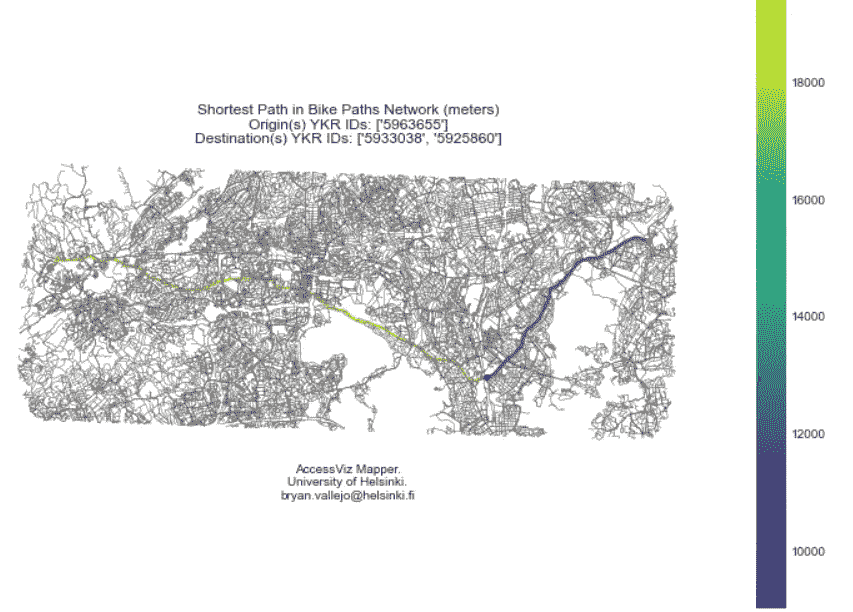 Shortest Path in Bike Paths Network (meters)
Origin(s) YKR IDs: ['5963655']
Destination(s) YKR IDs: ['5933038', '5925860']
18000
16000
14000
12000
10000
AccessViz Mapper.
University of Helsinki.
bryan.vallejo@helsinki.fi